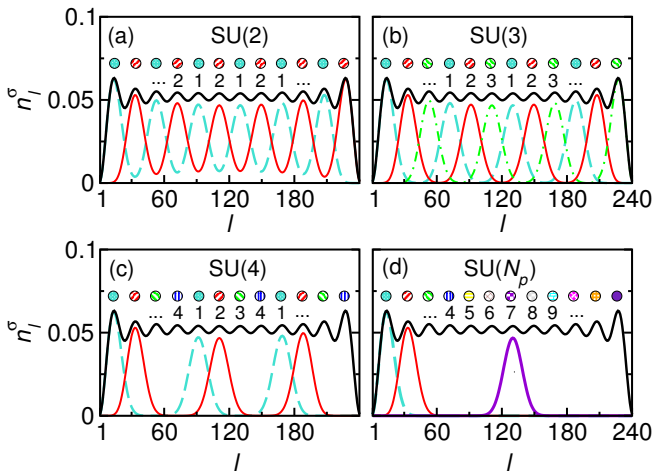 (a) SU(2)
(b) SU(3)
0.1
0.05
0
n_l^σ
... 2 1 2 1 2 1 ...
... 1 2 3 1 2 3 ...
1 60 120 180
1 60 120 180 240
l
l
(c) SU(4)
(d) SU(N_p)
0.1
0.05
0
n_l^σ
... 4 1 2 3 4 1 ...
... 4 5 6 7 8 9 ...
1 60 120 180
1 60 120 180 240
l
l